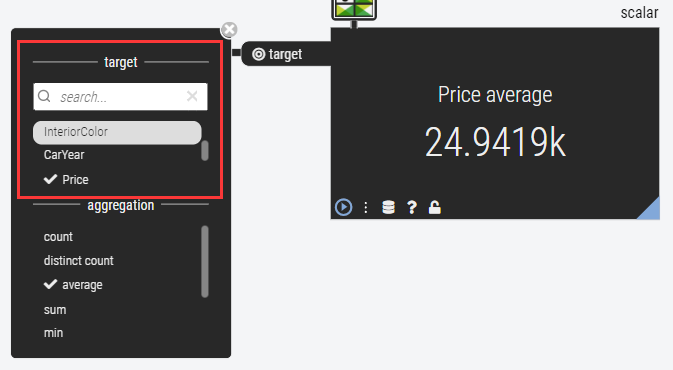 scalar
target
target
search...
InteriorColor
CarYear
Price
aggregation
count
distinct count
average
sum
min
Price average
24.9419k
?